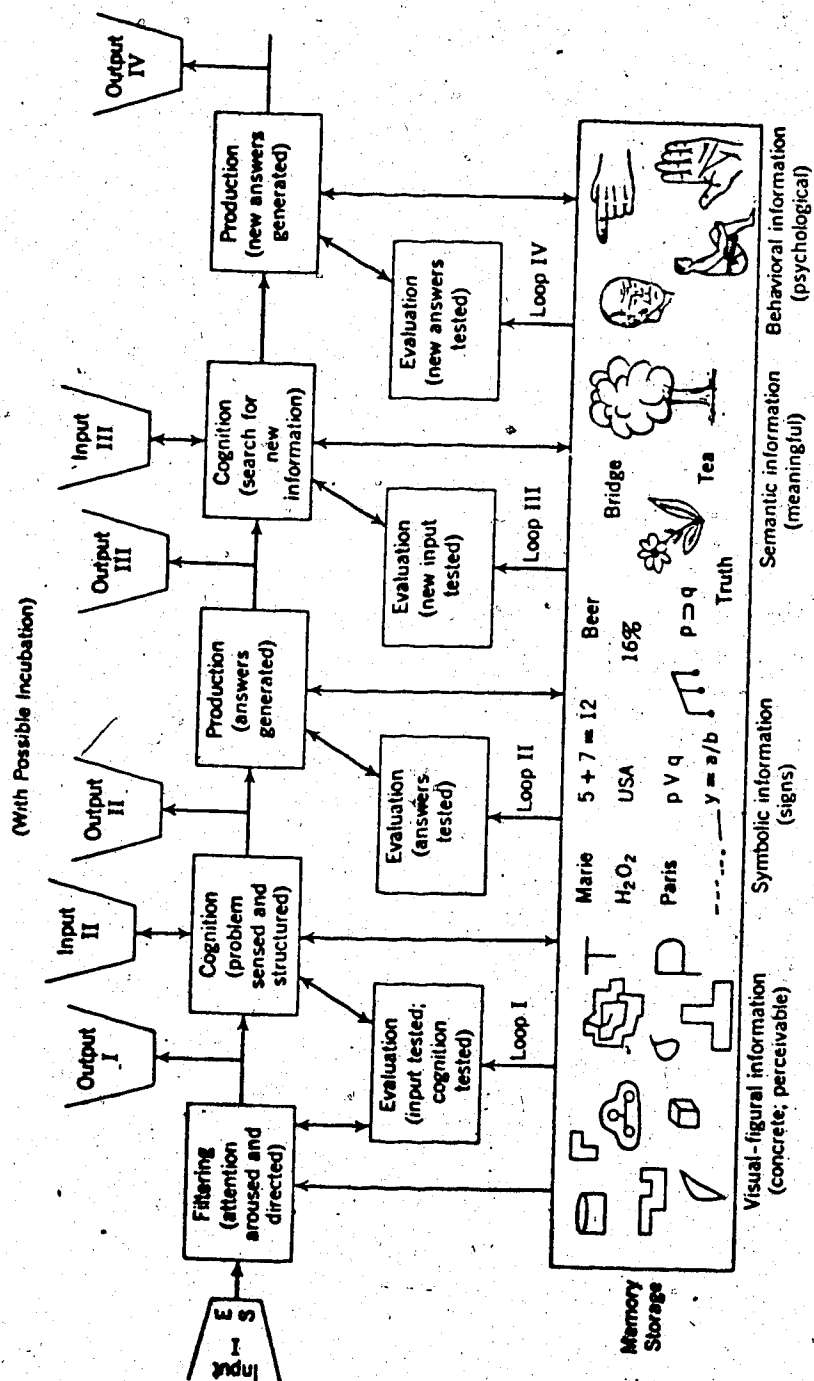 (With Possible Incubation)
Input
I
E
S
Output
I
Input
II
Output
II
Output
III
Input
III
Output
IV
Filtering
(attention
aroused and
directed)
Cognition
(problem
sensed and
structured)
Production
(answers
generated)
Cognition
(search for
new
information)
Production
(new answers
generated)
Evaluation
(input tested;
cognition
tested)
Evaluation
(answers
tested)
Evaluation
(new input
tested)
Evaluation
(new answers
tested)
Loop I
Loop II
Loop III
Loop IV
Memory
Storage
Marie
5 + 7 = 12
Beer
Bridge
H₂O₂
USA
16%
Paris
p V q
p ⊃ q
Tea
y = a/b
Truth
Visual-figural information
(concrete; perceivable)
Symbolic information
(signs)
Semantic information
(meaningful)
Behavioral information
(psychological)